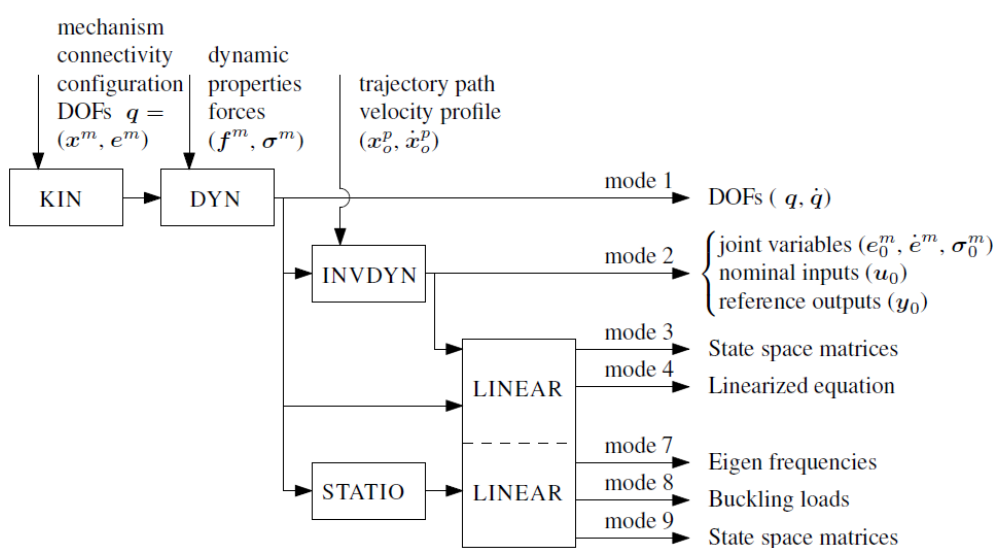 mechanism
connectivity
configuration
DOFs q =
(x^m, e^m)
dynamic
properties
forces
(f^m, σ^m)
trajectory path
velocity profile
(x_o^p, ẋ_o^p)
KIN
DYN
mode 1
DOFs ( q, q̇)
INVDYN
mode 2
joint variables (e_0^m, ė^m, σ_0^m)
nominal inputs (u_0)
reference outputs (y_0)
mode 3
State space matrices
mode 4
LINEAR
Linearized equation
mode 7
Eigen frequencies
STATIO
LINEAR
mode 8
Buckling loads
mode 9
State space matrices